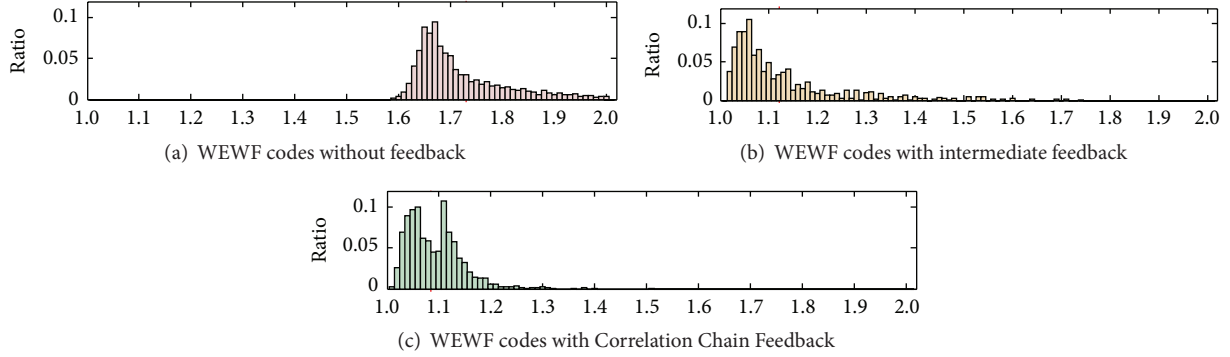 Ratio
0.1
0.05
0
1.0 1.1 1.2 1.3 1.4 1.5 1.6 1.7 1.8 1.9 2.0
(a) WEWF codes without feedback
Ratio
0.1
0.05
0
1.0 1.1 1.2 1.3 1.4 1.5 1.6 1.7 1.8 1.9 2.0
(b) WEWF codes with intermediate feedback
Ratio
0.1
0.05
0
1.0 1.1 1.2 1.3 1.4 1.5 1.6 1.7 1.8 1.9 2.0
(c) WEWF codes with Correlation Chain Feedback